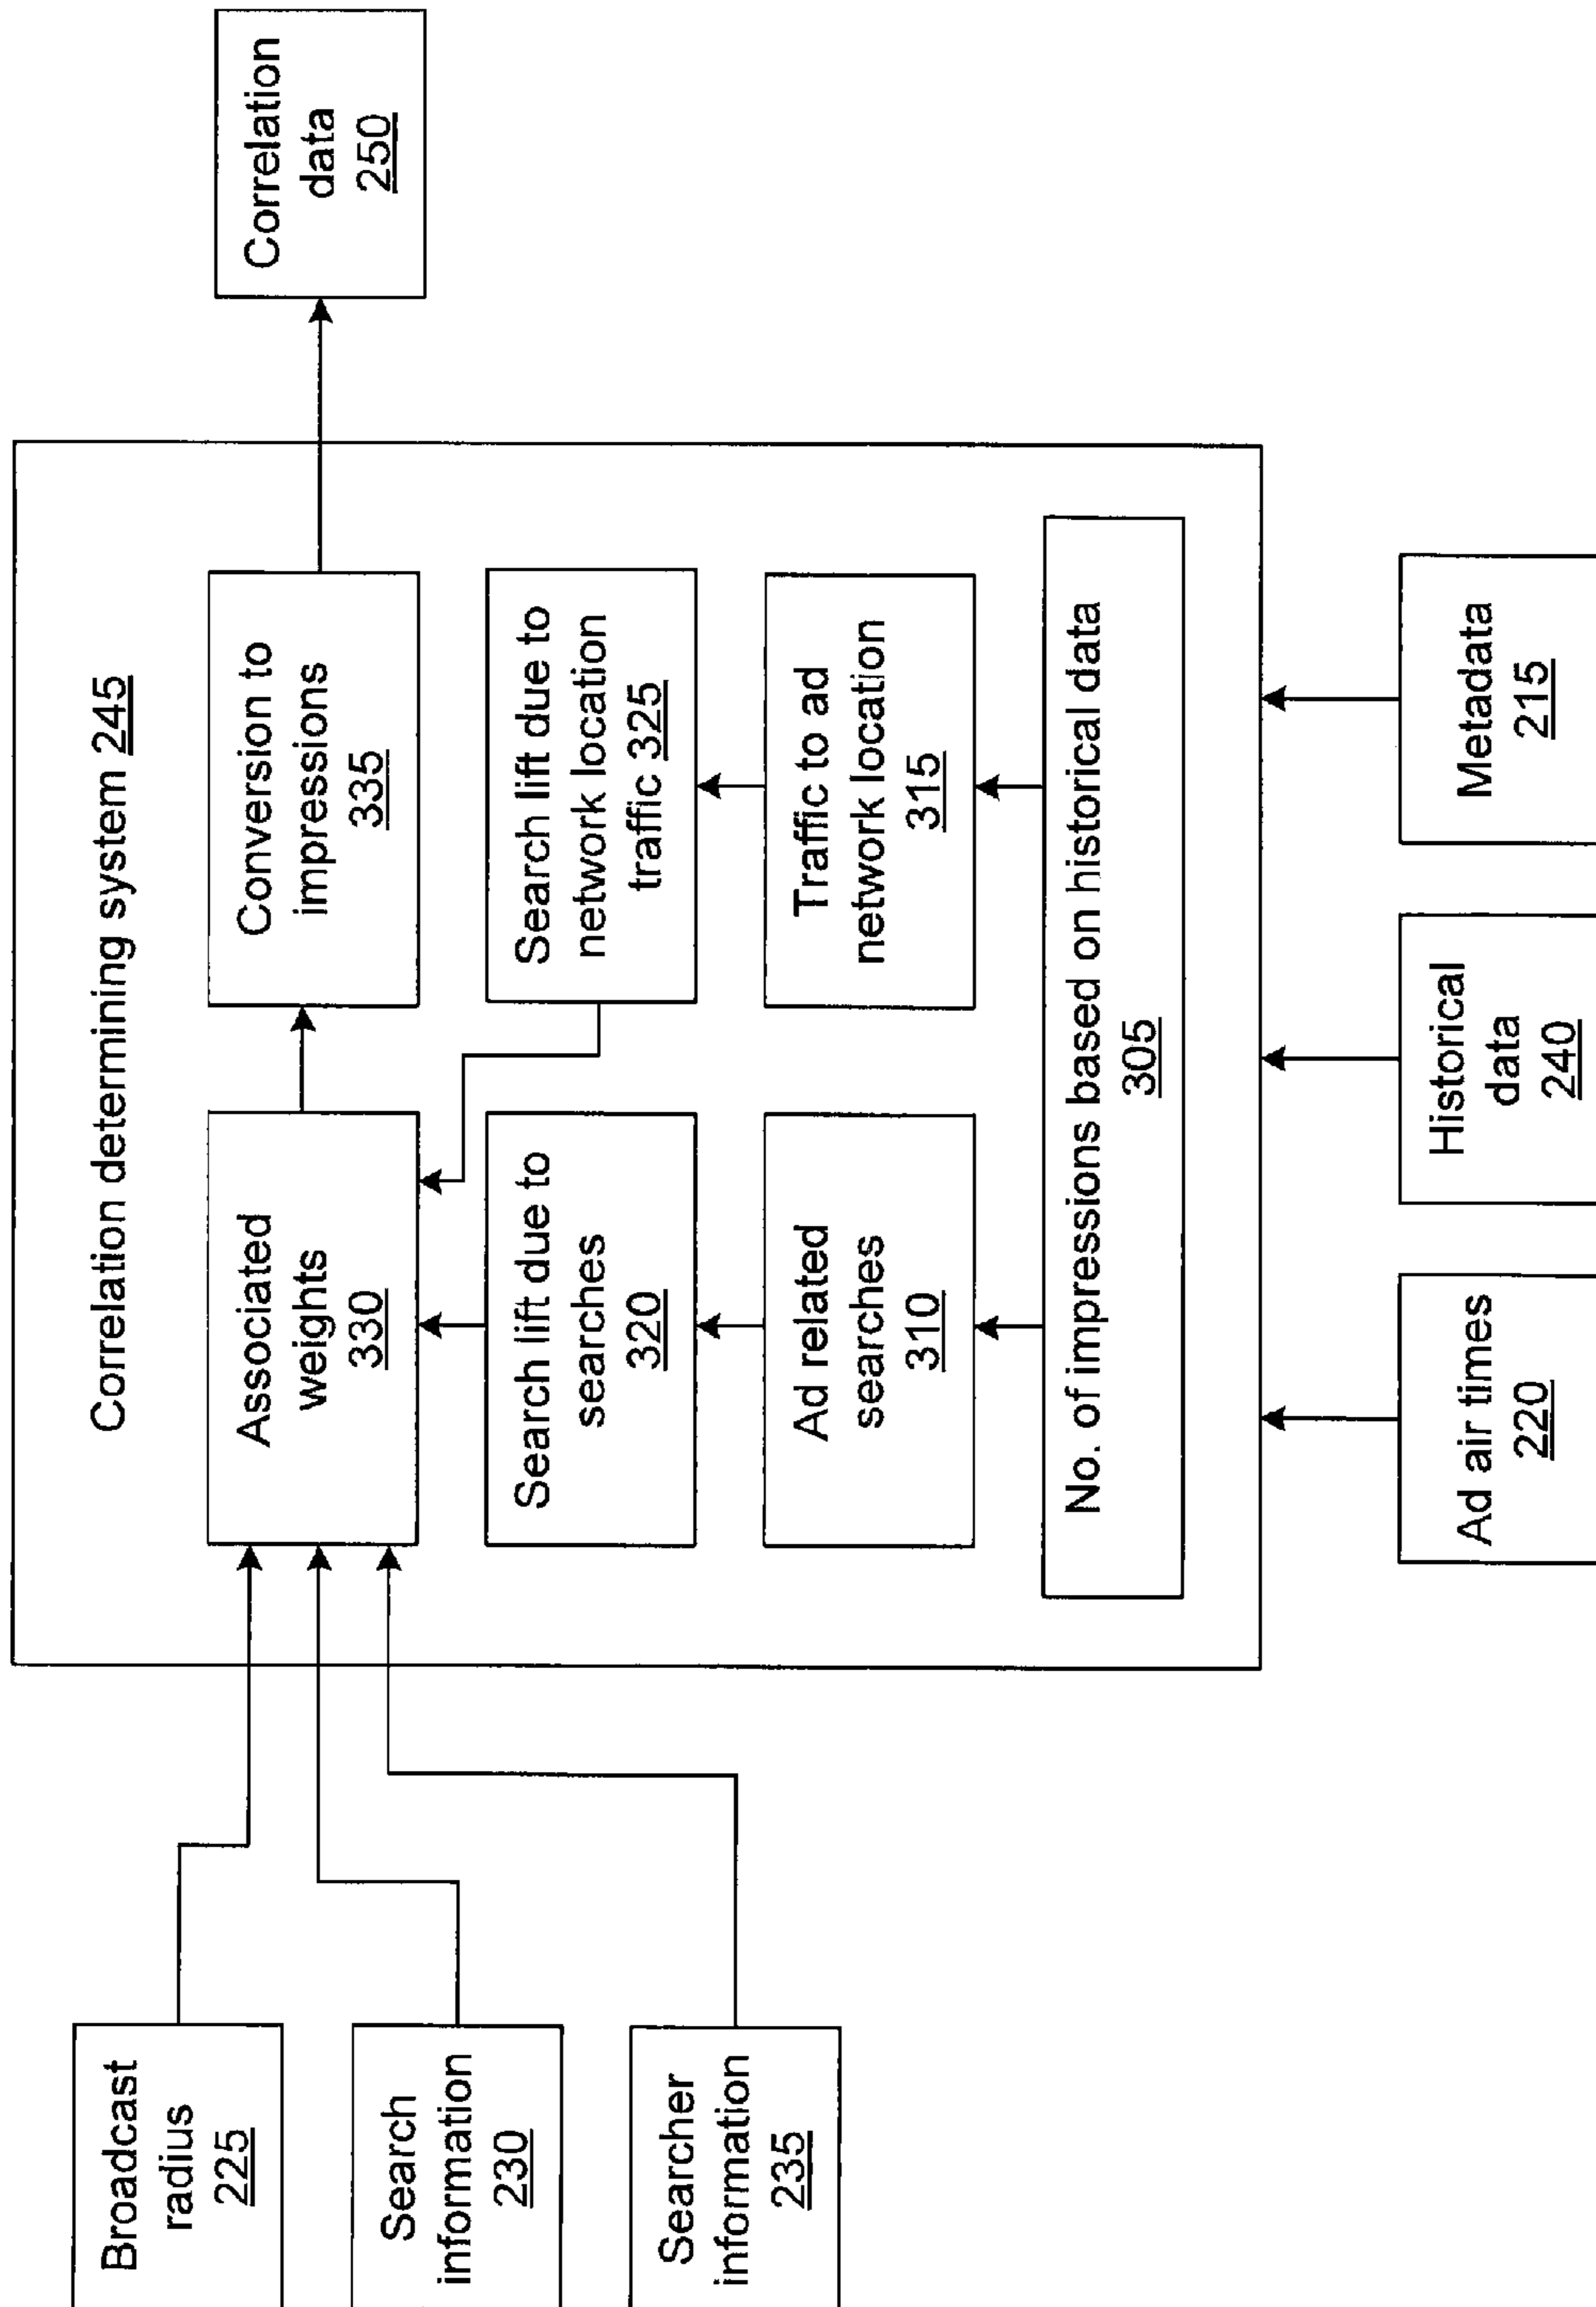 Correlation determining system 245
Broadcast
radius
225
Search
information
230
Searcher
information
235
Associated
weights
330
Conversion to
impressions
335
Correlation
data
250
Search lift due to
searches
320
Search lift due to
network location
traffic 325
Ad related
searches
310
Traffic to ad
network location
315
No. of impressions based on historical data
305
Ad air times
220
Historical
data
240
Metadata
215